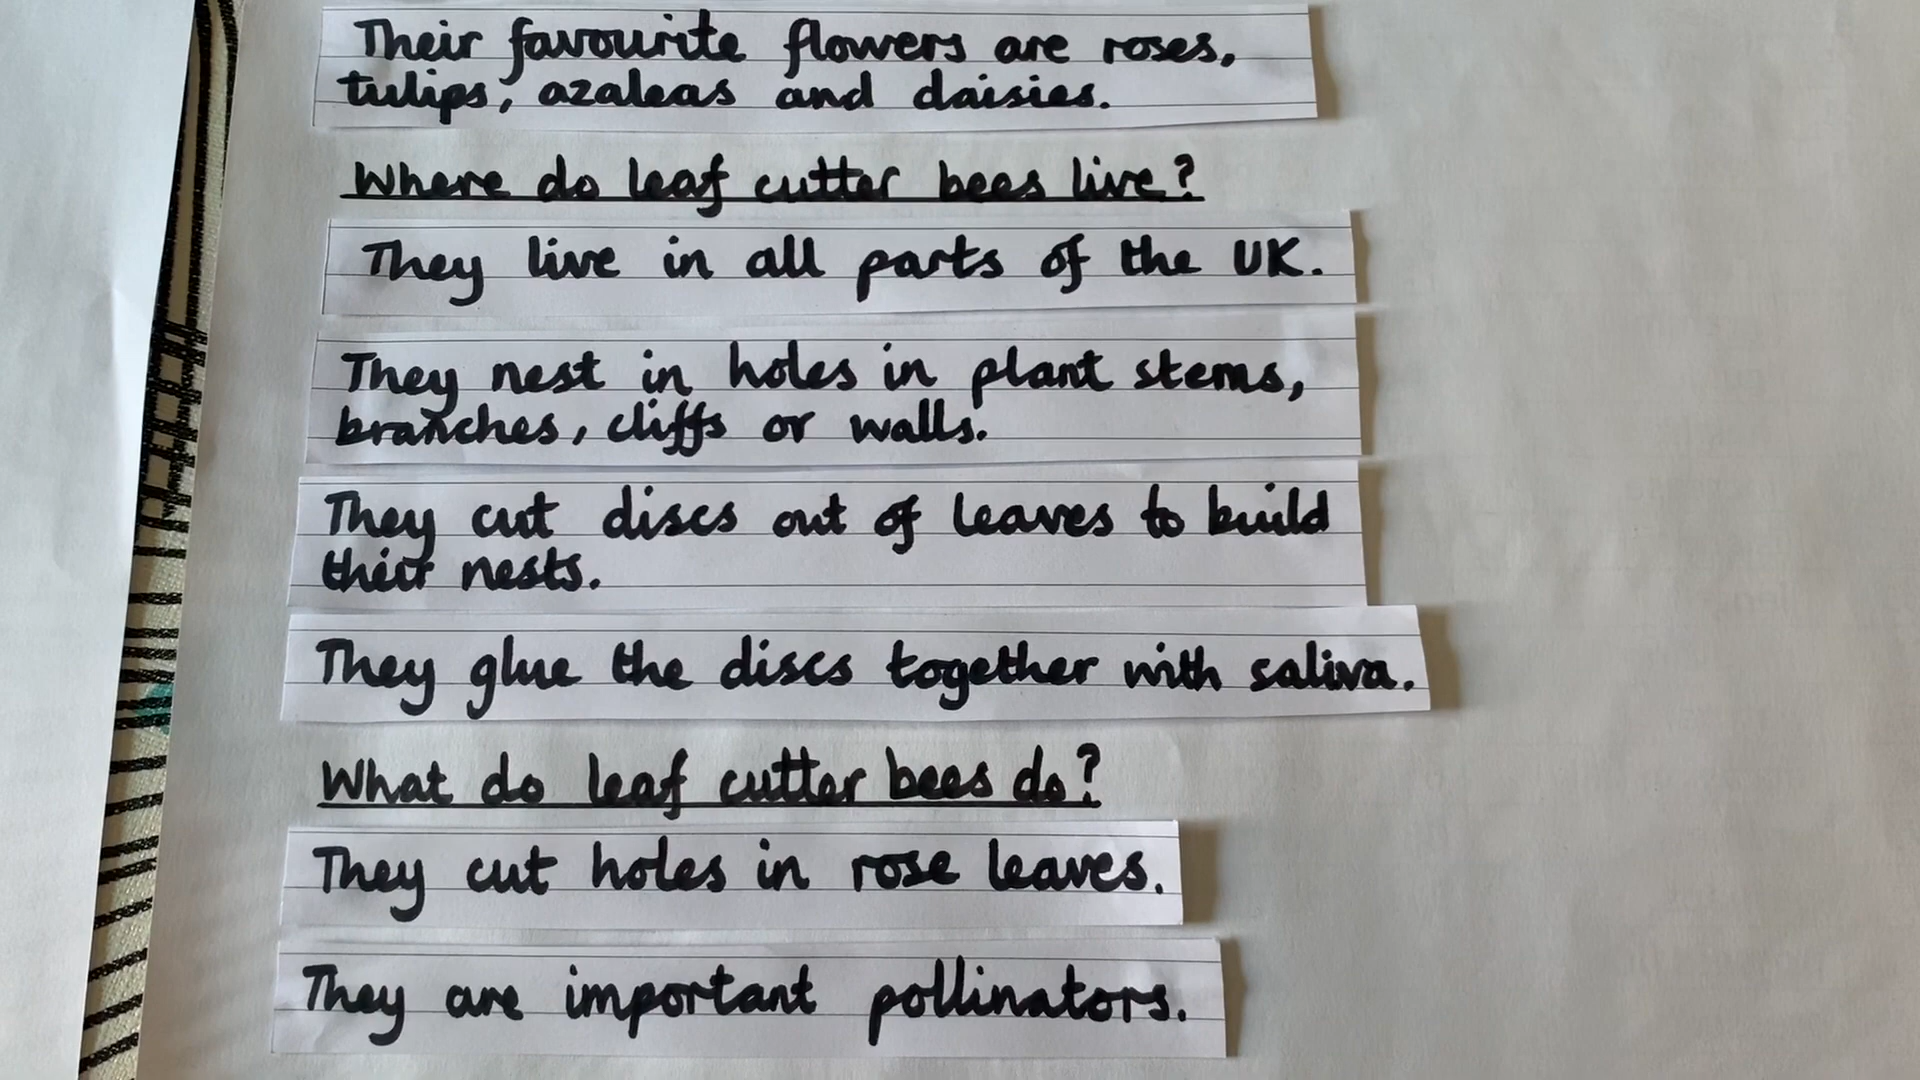 Their favourite flowers are roses,
tulips, azaleas and daisies.
Where do leaf cutter bees live?
They live in all parts of the UK.
They nest in holes in plant stems,
branches, cliffs or walls.
They cut discs out of leaves to build
their nests.
They glue the discs together with saliva.
What do leaf cutter bees do?
They cut holes in rose leaves.
They are important pollinators.